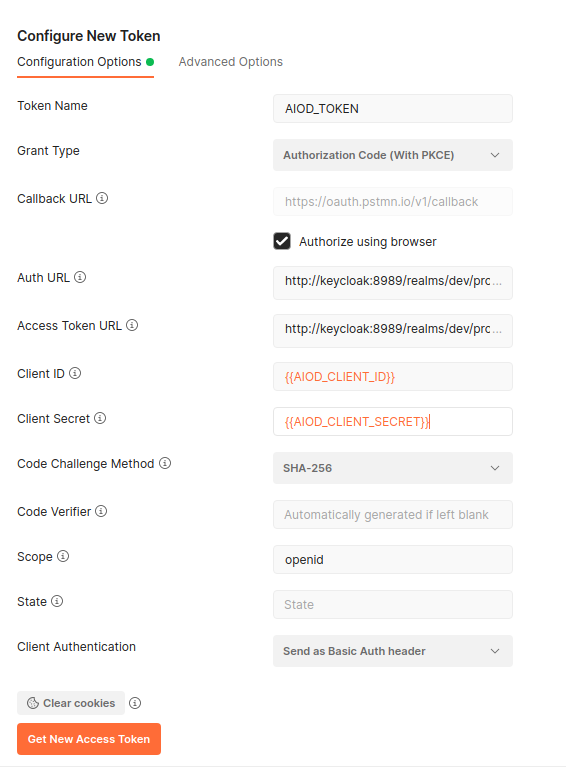 Configure New Token
Configuration Options Advanced Options
Token Name AIOD_TOKEN
Grant Type Authorization Code (With PKCE)
Callback URL https://oauth.pstmn.io/v1/callback
Authorize using browser
Auth URL http://keycloak:8989/realms/dev/prc...
Access Token URL http://keycloak:8989/realms/dev/prc...
Client ID {{AIOD_CLIENT_ID}}
Client Secret {{AIOD_CLIENT_SECRET}}
Code Challenge Method SHA-256
Code Verifier Automatically generated if left blank
Scope openid
State State
Client Authentication Send as Basic Auth header
Clear cookies
Get New Access Token